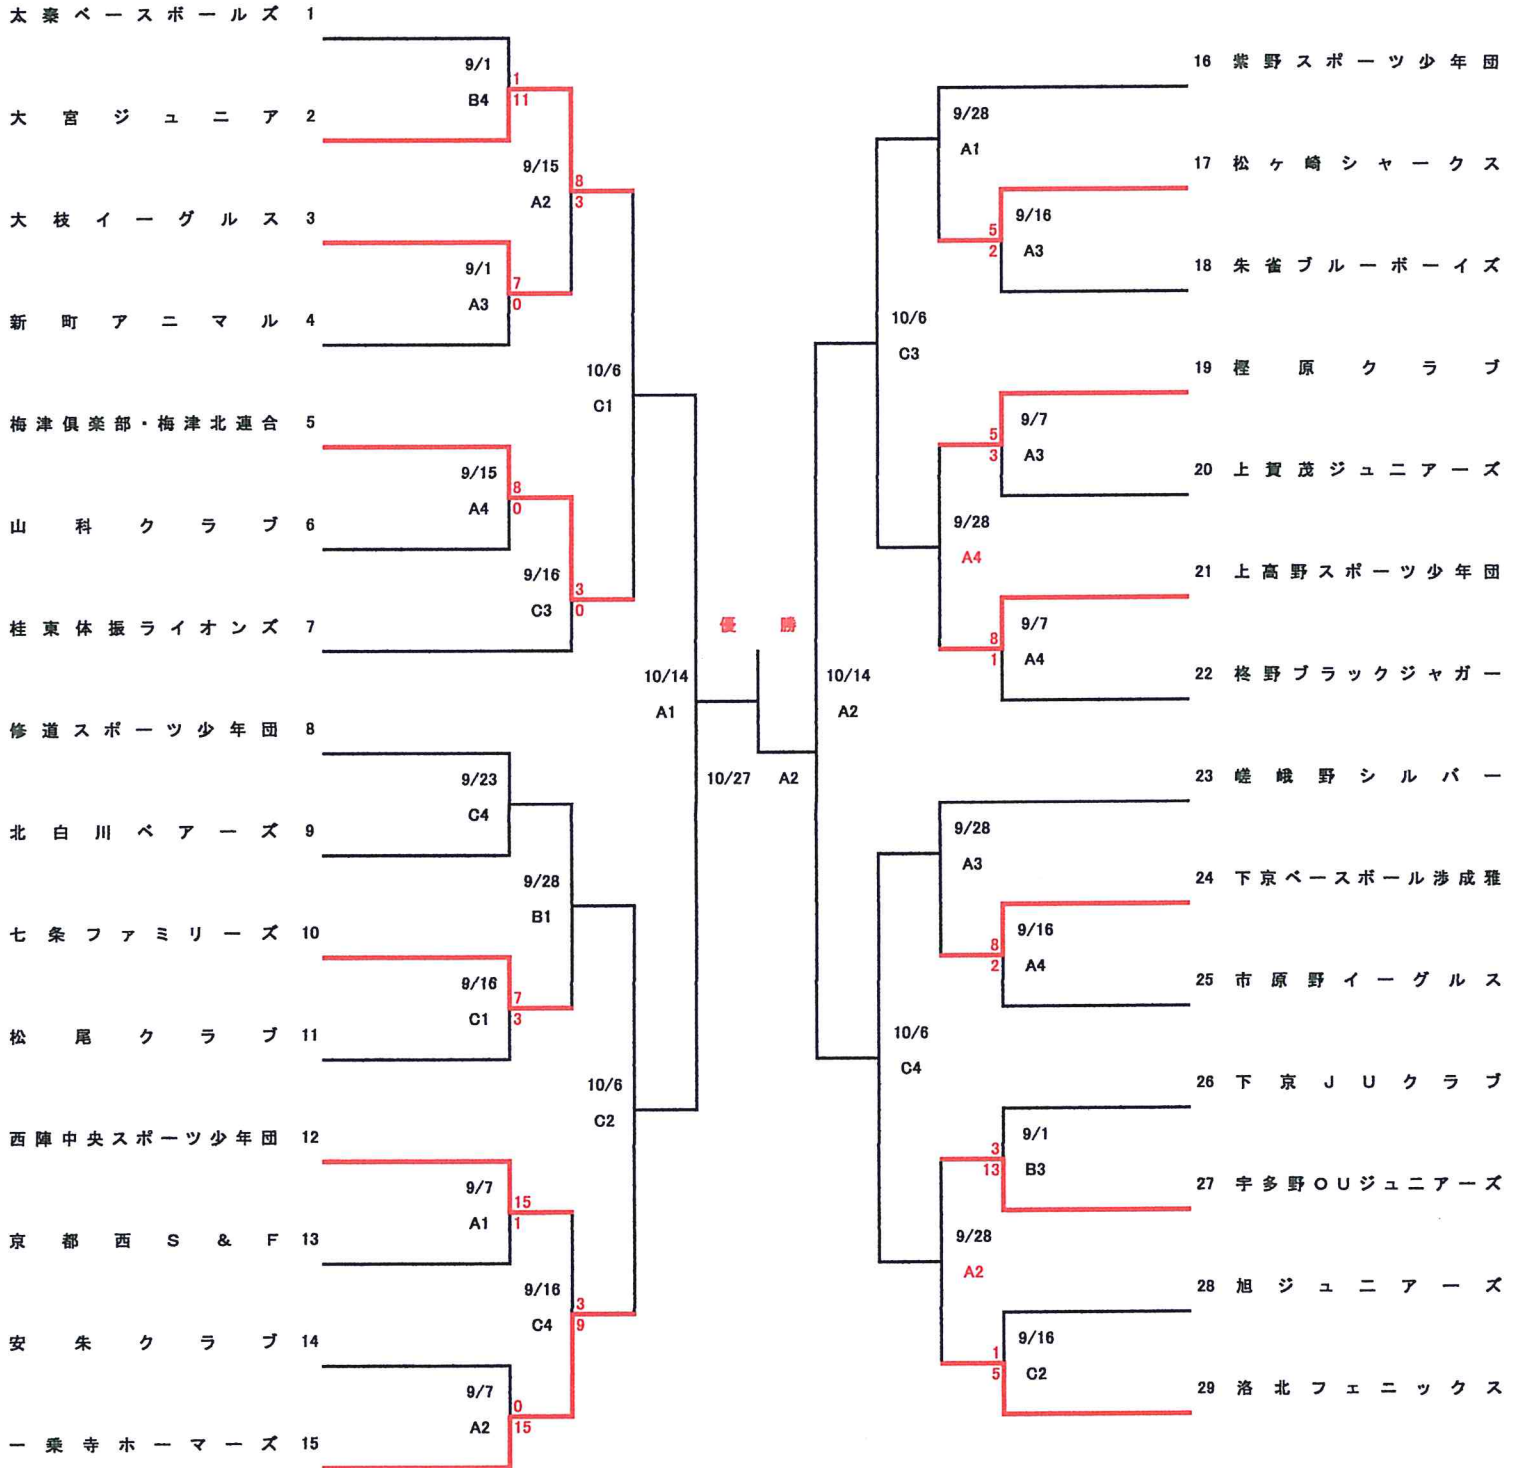 太秦ベースボールズ 1
9/1
B4
1
11
大宮ジュニア 2
9/15
A2
8
3
大枝イーグルス 3
9/1
A3
7
0
新町アニマル 4
10/6
C1
梅津倶楽部・梅津北連合 5
9/15
A4
8
0
山科クラブ 6
9/16
C3
3
0
桂東体振ライオンズ 7
10/14
A1
修道スポーツ少年団 8
9/23
C4
北白川ベアーズ 9
9/28
B1
七条ファミリーズ 10
9/16
C1
7
3
松尾クラブ 11
10/6
C2
西陣中央スポーツ少年団 12
9/7
A1
15
1
京都西S&F 13
9/16
C4
3
9
安朱クラブ 14
9/7
A2
0
15
一乗寺ホーマーズ 15
優勝
10/27 A2
16 紫野スポーツ少年団
9/28
A1
17 松ヶ崎シャークス
9/16
A3
5
2
18 朱雀ブルーボーイズ
10/6
C3
19 樫原クラブ
9/7
A3
5
3
20 上賀茂ジュニアーズ
9/28
A4
21 上高野スポーツ少年団
9/7
A4
8
1
22 柊野ブラックジャガー
10/14
A2
23 嵯峨野シルバー
9/28
A3
24 下京ベースボール渉成雅
9/16
A4
8
2
25 市原野イーグルス
10/6
C4
26 下京JUクラブ
9/1
B3
3
13
27 宇多野OUジュニアーズ
9/28
A2
28 旭ジュニアーズ
9/16
C2
1
5
29 洛北フェニックス